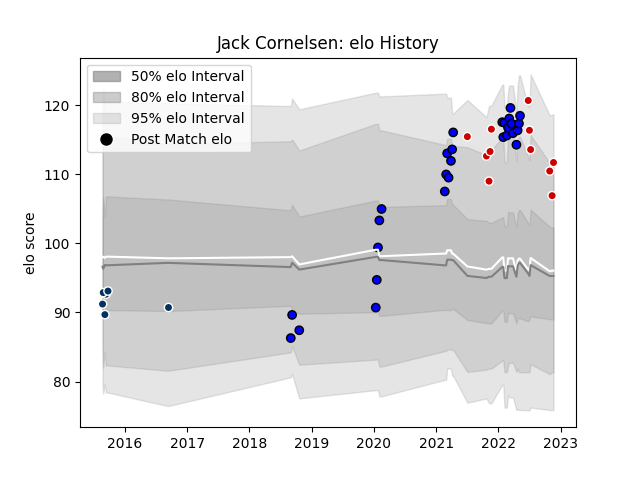 Jack Cornelsen: elo History
50% elo Interval
80% elo Interval
95% elo Interval
Post Match elo
elo score
120
110
100
90
80
2016 2017 2018 2019 2020 2021 2022 2023